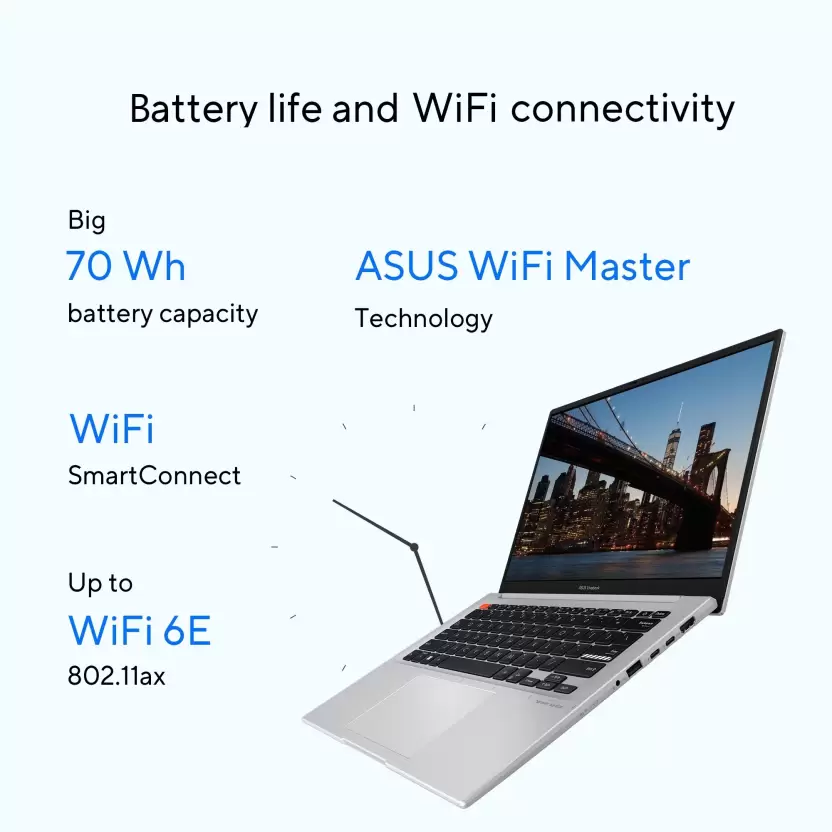 Battery life and WiFi connectivity
Big
70 Wh
battery capacity
ASUS WiFi Master
Technology
WiFi
SmartConnect
Up to
WiFi 6E
802.11ax